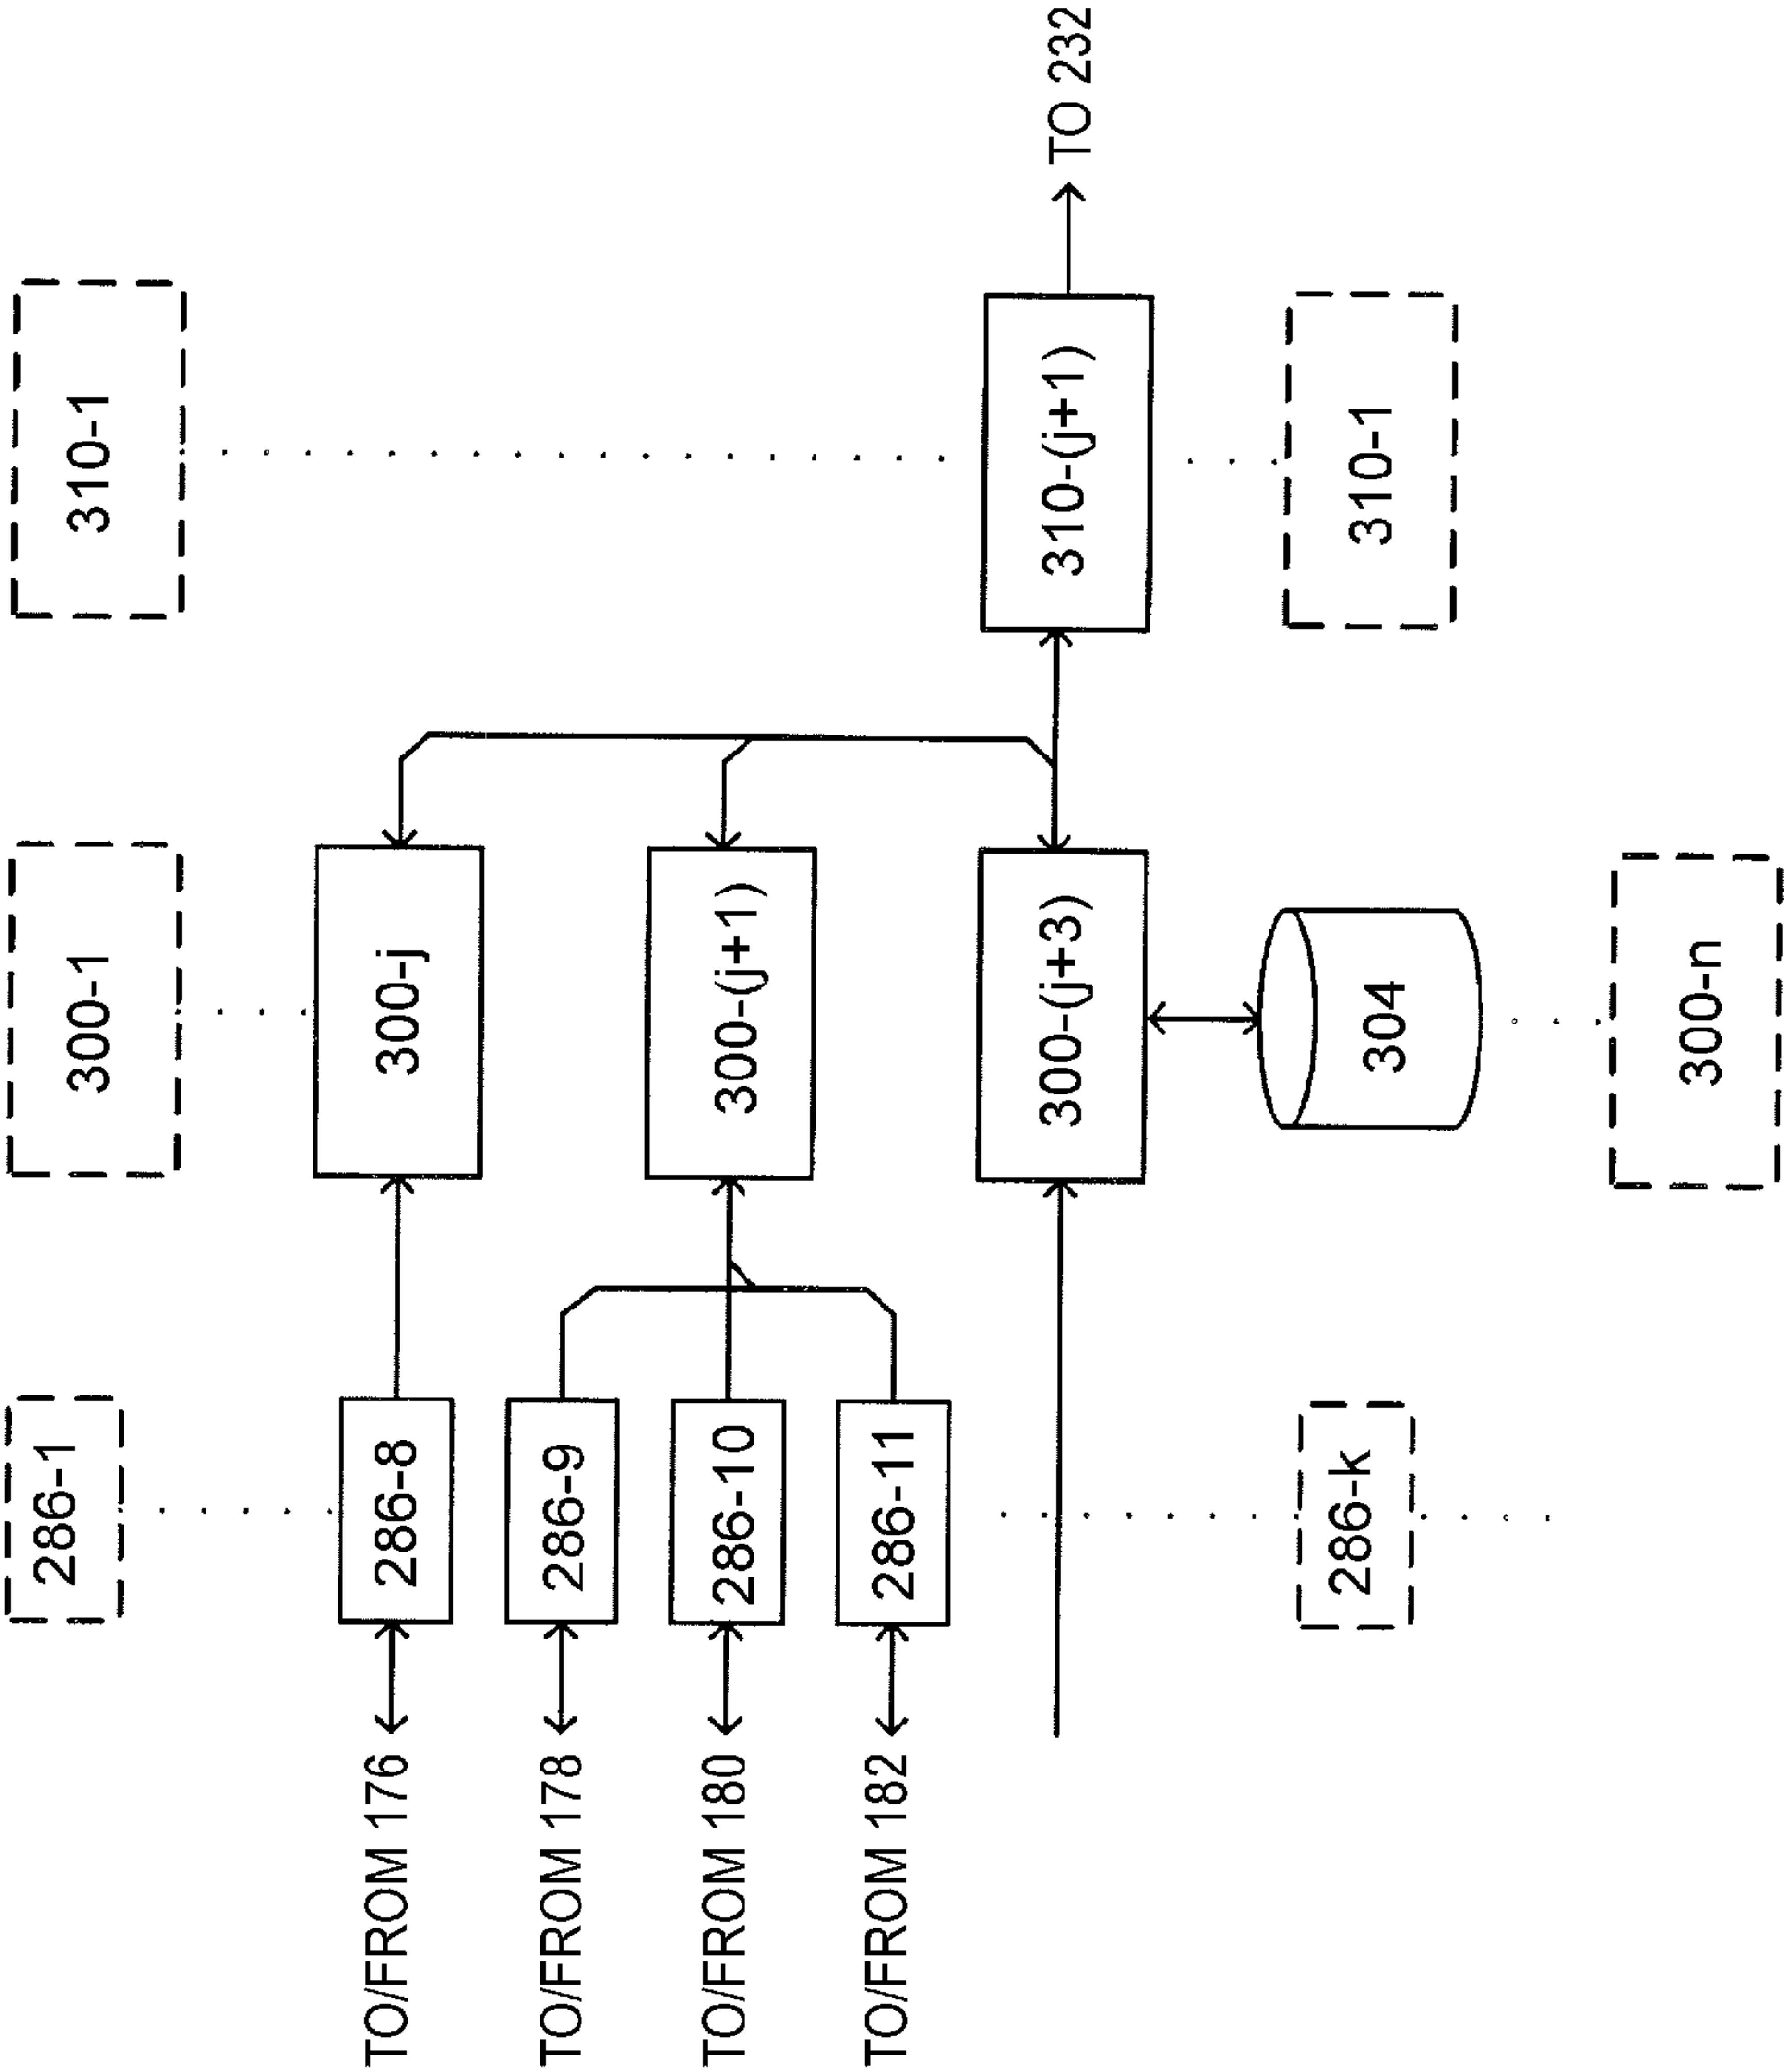 286-1
300-1
310-1
TO/FROM 176
286-8
300-j
TO/FROM 178
286-9
TO/FROM 180
286-10
300-(j+1)
TO/FROM 182
286-11
300-(j+3)
310-(j+1)
TO 232
286-k
304
310-1
300-n